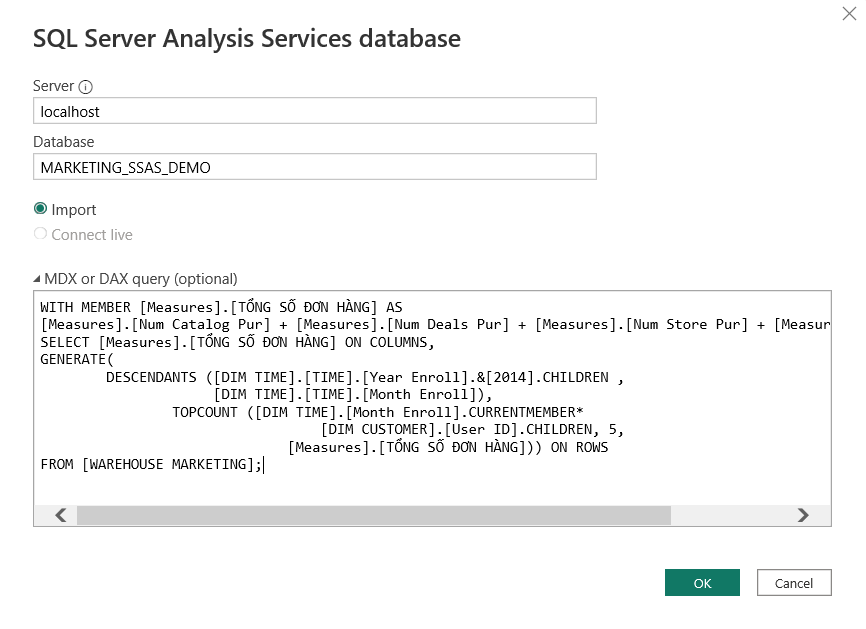 SQL Server Analysis Services database
Server
localhost
Database
MARKETING_SSAS_DEMO
Import
Connect live
MDX or DAX query (optional)
WITH MEMBER [Measures].[TỔNG SỐ ĐƠN HÀNG] AS
[Measures].[Num Catalog Pur] + [Measures].[Num Deals Pur] + [Measures].[Num Store Pur] + [Measur
SELECT [Measures].[TỔNG SỐ ĐƠN HÀNG] ON COLUMNS,
GENERATE(
DESCENDANTS ([DIM TIME].[TIME].[Year Enroll].&[2014].CHILDREN ,
[DIM TIME].[TIME].[Month Enroll]),
TOPCOUNT ([DIM TIME].[Month Enroll].CURRENTMEMBER*
[DIM CUSTOMER].[User ID].CHILDREN, 5,
[Measures].[TỔNG SỐ ĐƠN HÀNG])) ON ROWS
FROM [WAREHOUSE MARKETING];
OK Cancel